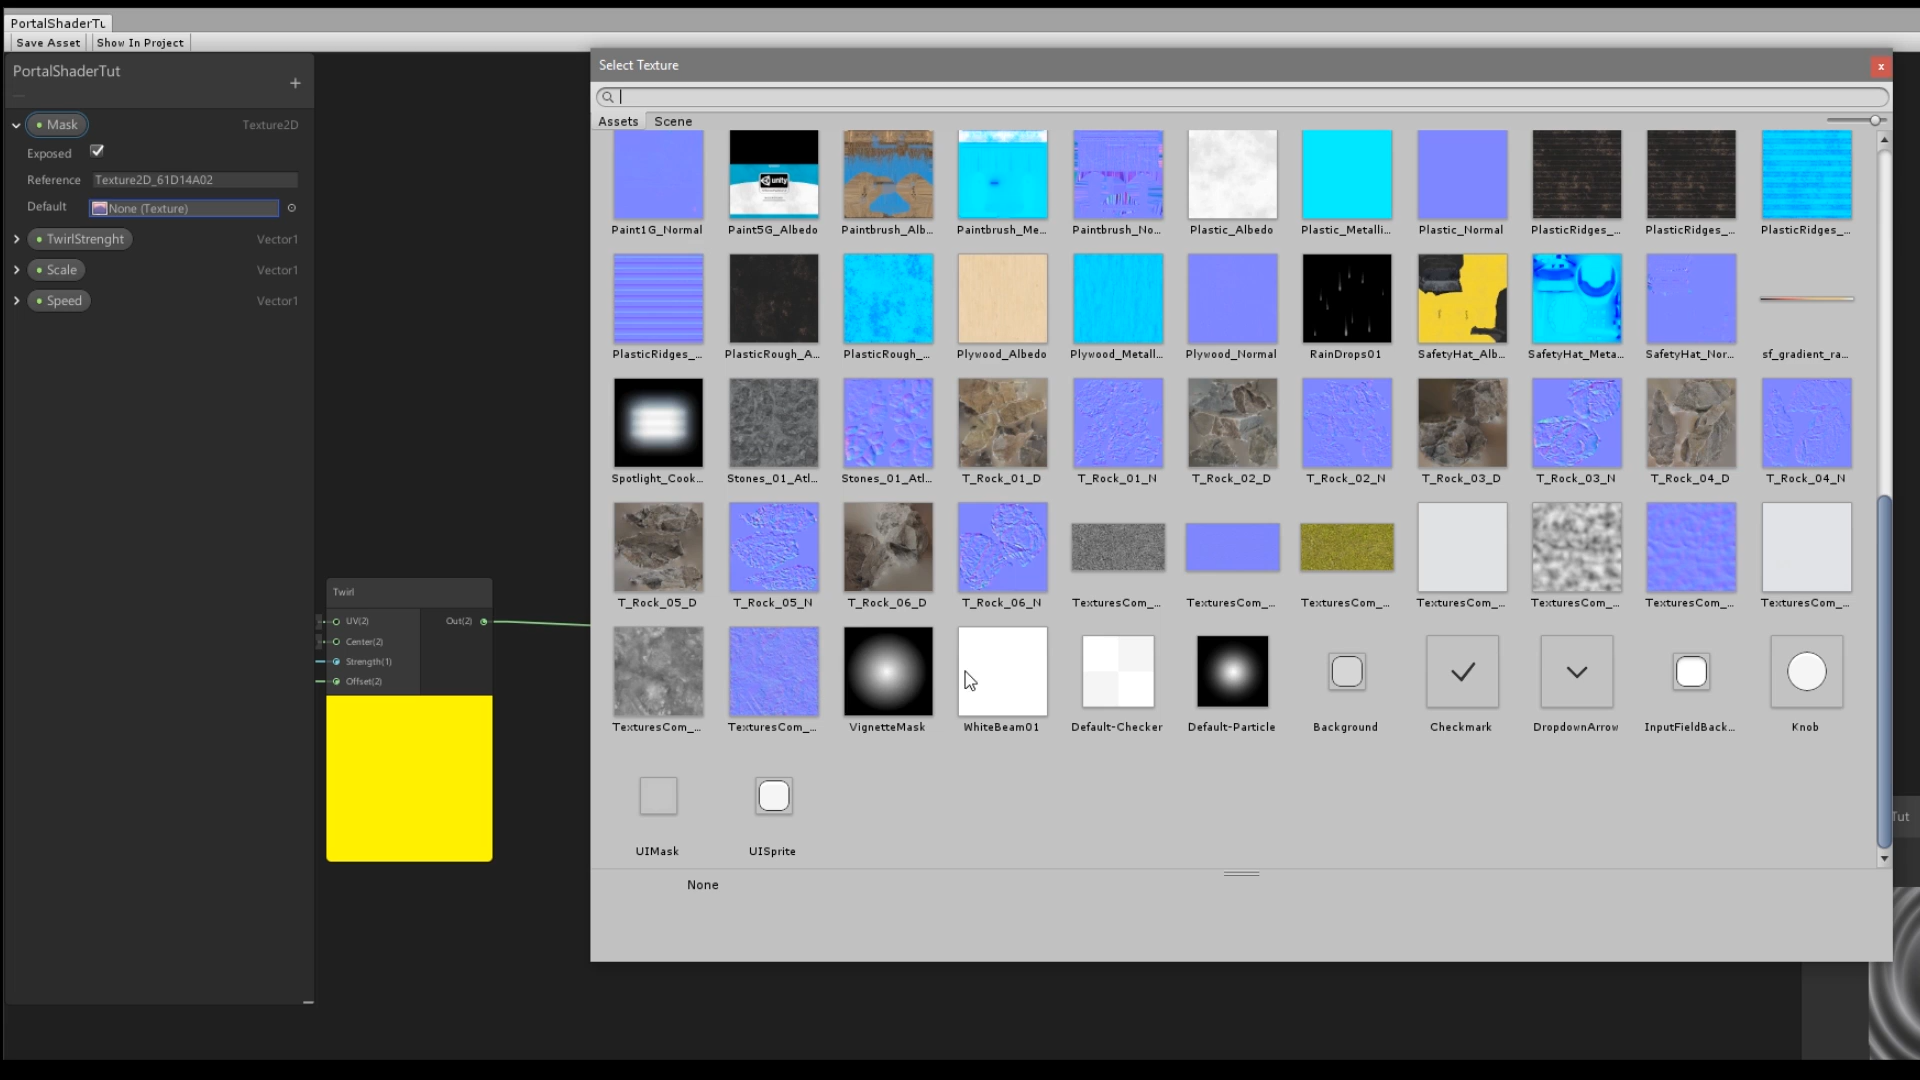 PortalShaderTu
Save Asset
Show In Project
PortalShaderTut
+
Mask
Texture2D
Exposed
Reference
Texture2D_61D14A02
Default
None (Texture)
TwirlStrenght
Vector1
Scale
Vector1
Speed
Vector1
Twirl
UV(2)
Out(2)
Center(2)
Strength(1)
Offset(2)
Select Texture
x
Assets
Scene
Paint1G_Normal
Paint5G_Albedo
Paintbrush_Alb...
Paintbrush_Me...
Paintbrush_No...
Plastic_Albedo
Plastic_Metalli...
Plastic_Normal
PlasticRidges_...
PlasticRidges_...
PlasticRidges_...
unity
PlasticRidges_...
PlasticRough_A...
PlasticRough_...
Plywood_Albedo
Plywood_Metall...
Plywood_Normal
RainDrops01
SafetyHat_Alb...
SafetyHat_Meta...
SafetyHat_Nor...
sf_gradient_ra...
Spotlight_Cook...
Stones_01_Atl...
Stones_01_Atl...
T_Rock_01_D
T_Rock_01_N
T_Rock_02_D
T_Rock_02_N
T_Rock_03_D
T_Rock_03_N
T_Rock_04_D
T_Rock_04_N
T_Rock_05_D
T_Rock_05_N
T_Rock_06_D
T_Rock_06_N
TexturesCom_...
TexturesCom_...
TexturesCom_...
TexturesCom_...
TexturesCom_...
TexturesCom_...
TexturesCom_...
TexturesCom_...
TexturesCom_...
VignetteMask
WhiteBeam01
Default-Checker
Default-Particle
Background
Checkmark
DropdownArrow
InputFieldBack...
Knob
UIMask
UISprite
None
Tut